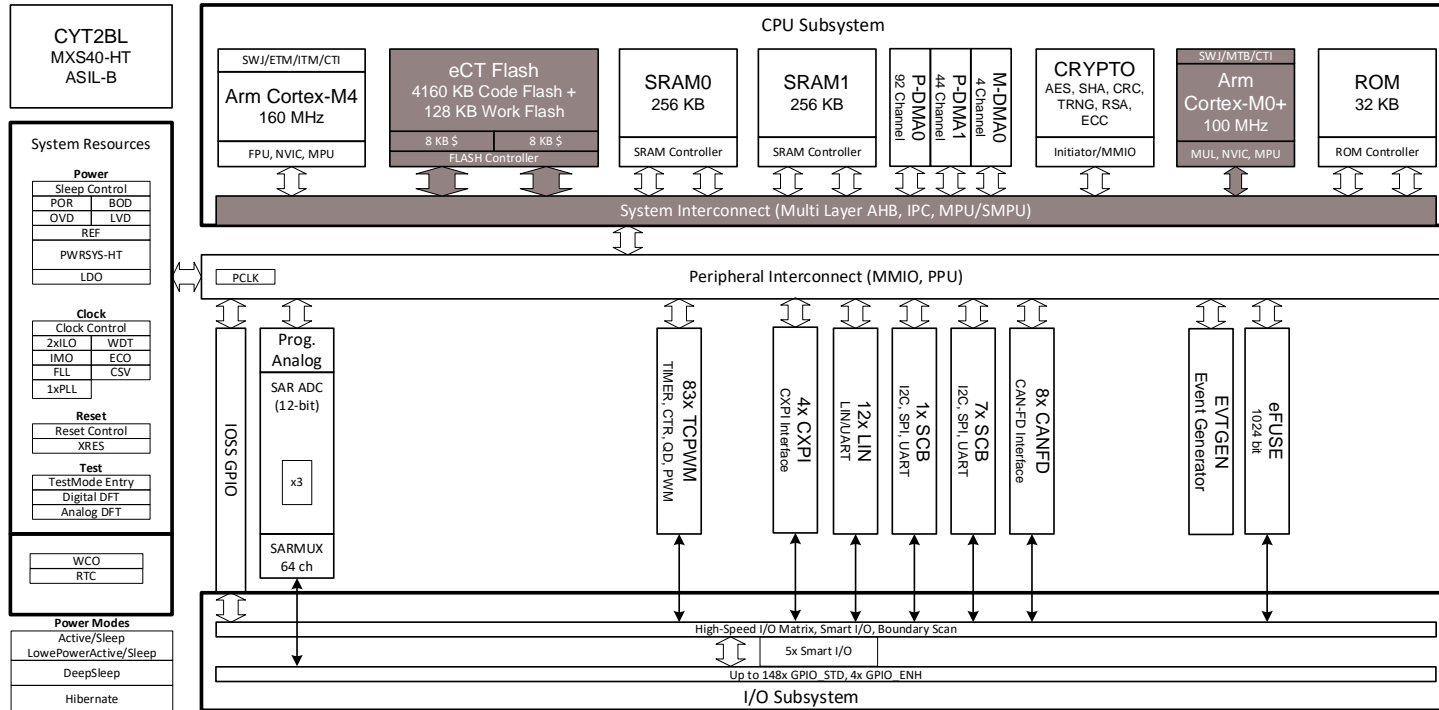 CYT2BL
MXS40-HT
ASIL-B
System Resources
Power
Sleep Control
POR BOD
OVD LVD
REF
PWRSYS-HT
LDO
Clock
Clock Control
2xILO WDT
IMO ECO
FLL CSV
1xPLL
Reset
Reset Control
XRES
Test
TestMode Entry
Digital DFT
Analog DFT
WCO
RTC
Power Modes
Active/Sleep
LowePowerActive/Sleep
DeepSleep
Hibernate
CPU Subsystem
SWJ/ETM/ITM/CTI
Arm Cortex-M4
160 MHz
FPU, NVIC, MPU
eCT Flash
4160 KB Code Flash +
128 KB Work Flash
8 KB $ 8 KB $
FLASH Controller
SRAM0
256 KB
SRAM Controller
SRAM1
256 KB
SRAM Controller
P-DMA0
92 Channel
P-DMA1
44 Channel
M-DMA0
4 Channel
CRYPTO
AES, SHA, CRC,
TRNG, RSA,
ECC
Initiator/MMIO
SWJ/MTB/CTI
Arm
Cortex-M0+
100 MHz
MUL, NVIC, MPU
ROM
32 KB
ROM Controller
System Interconnect (Multi Layer AHB, IPC, MPU/SMPU)
PCLK
Peripheral Interconnect (MMIO, PPU)
IOSS GPIO
Prog.
Analog
SAR ADC
(12-bit)
x3
SARMUX
64 ch
83x TCPWM
TIMER, CTR, QD, PWM
4x CXPI
CXPI Interface
12x LIN
LIN/UART
1x SCB
I2C, SPI, UART
7x SCB
I2C, SPI, UART
8x CANFD
CAN-FD Interface
EVTGEN
Event Generator
eFUSE
1024 bit
High-Speed I/O Matrix, Smart I/O, Boundary Scan
5x Smart I/O
Up to 148x GPIO_STD, 4x GPIO_ENH
I/O Subsystem